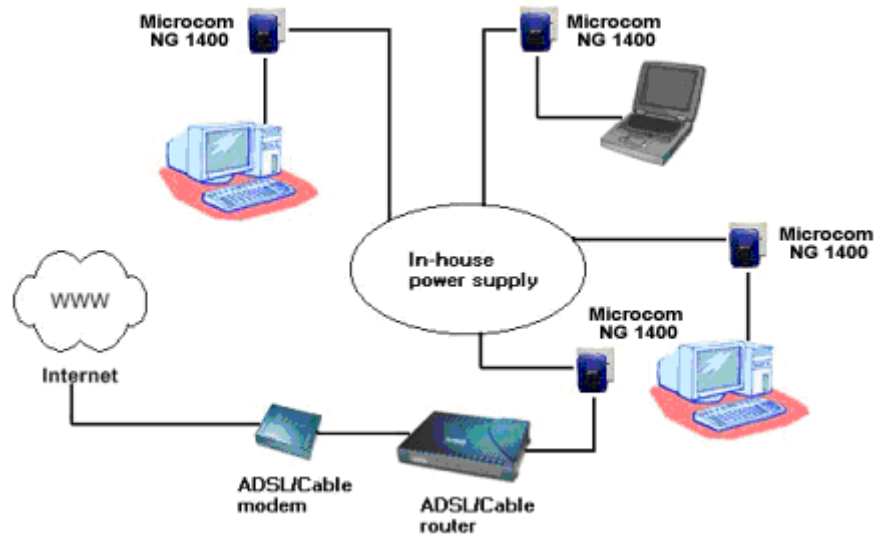 Microcom
NG 1400
Microcom
NG 1400
In-house
power supply
Microcom
NG 1400
WWW
Internet
Microcom
NG 1400
ADSL/Cable
modem
ADSL/Cable
router